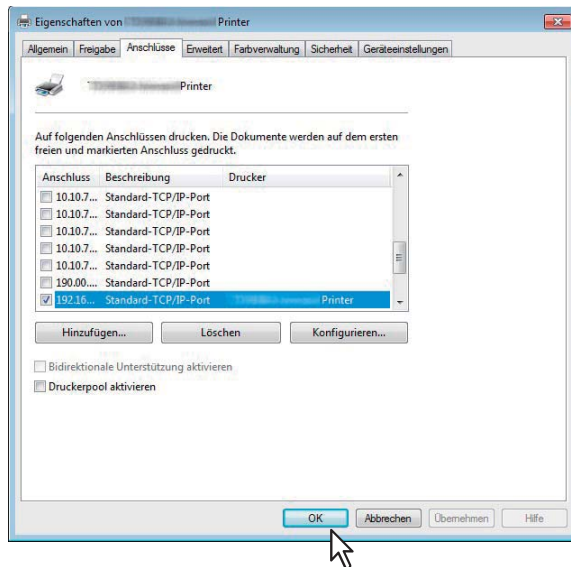 Eigenschaften von Printer
Allgemein Freigabe Anschlüsse Erweitert Farbverwaltung Sicherheit Geräteeinstellungen
Printer
Auf folgenden Anschlüssen drucken. Die Dokumente werden auf dem ersten
freien und markierten Anschluss gedruckt.
Anschluss Beschreibung Drucker
10.10.7... Standard-TCP/IP-Port
10.10.7... Standard-TCP/IP-Port
10.10.7... Standard-TCP/IP-Port
10.10.7... Standard-TCP/IP-Port
10.10.7... Standard-TCP/IP-Port
190.00.... Standard-TCP/IP-Port
192.16... Standard-TCP/IP-Port Printer
Hinzufügen... Löschen Konfigurieren...
Bidirektionale Unterstützung aktivieren
Druckerpool aktivieren
OK Abbrechen Übernehmen Hilfe